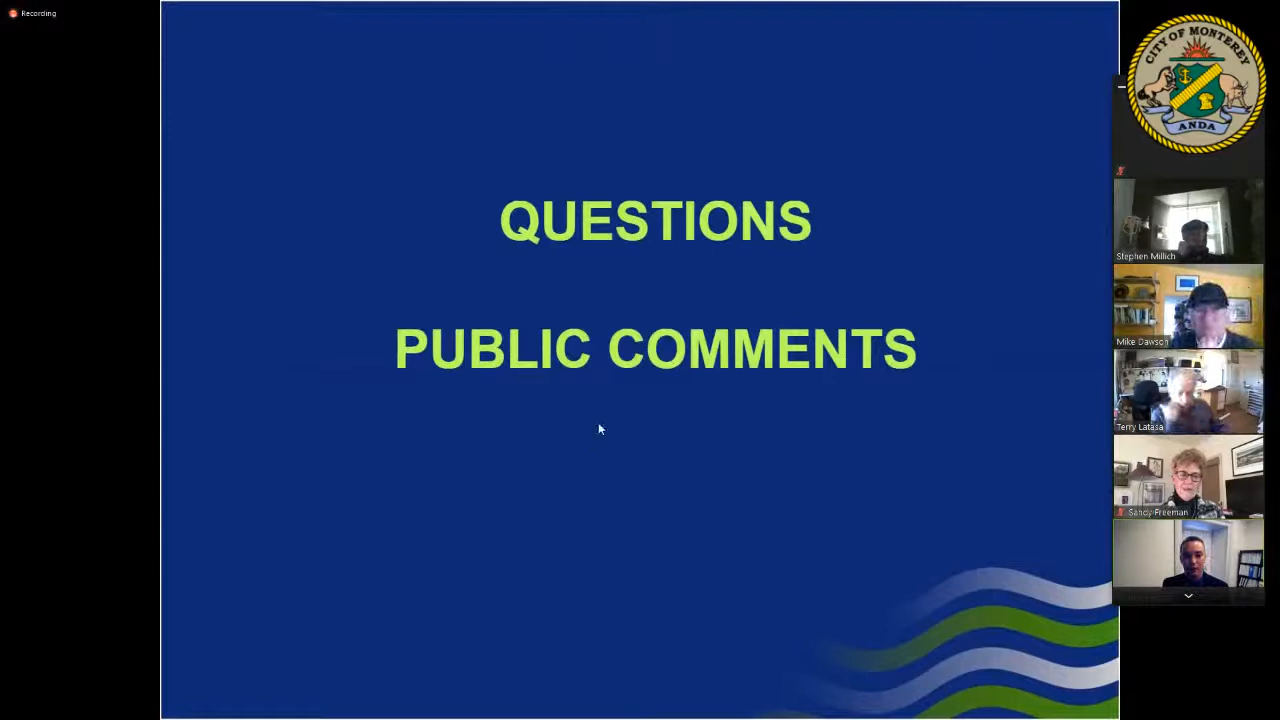 Recording
CITY OF MONTEREY
ANDA
QUESTIONS
PUBLIC COMMENTS
Stephen Millich
Mike Dawson
Terry Latasa
Sandy Freeman